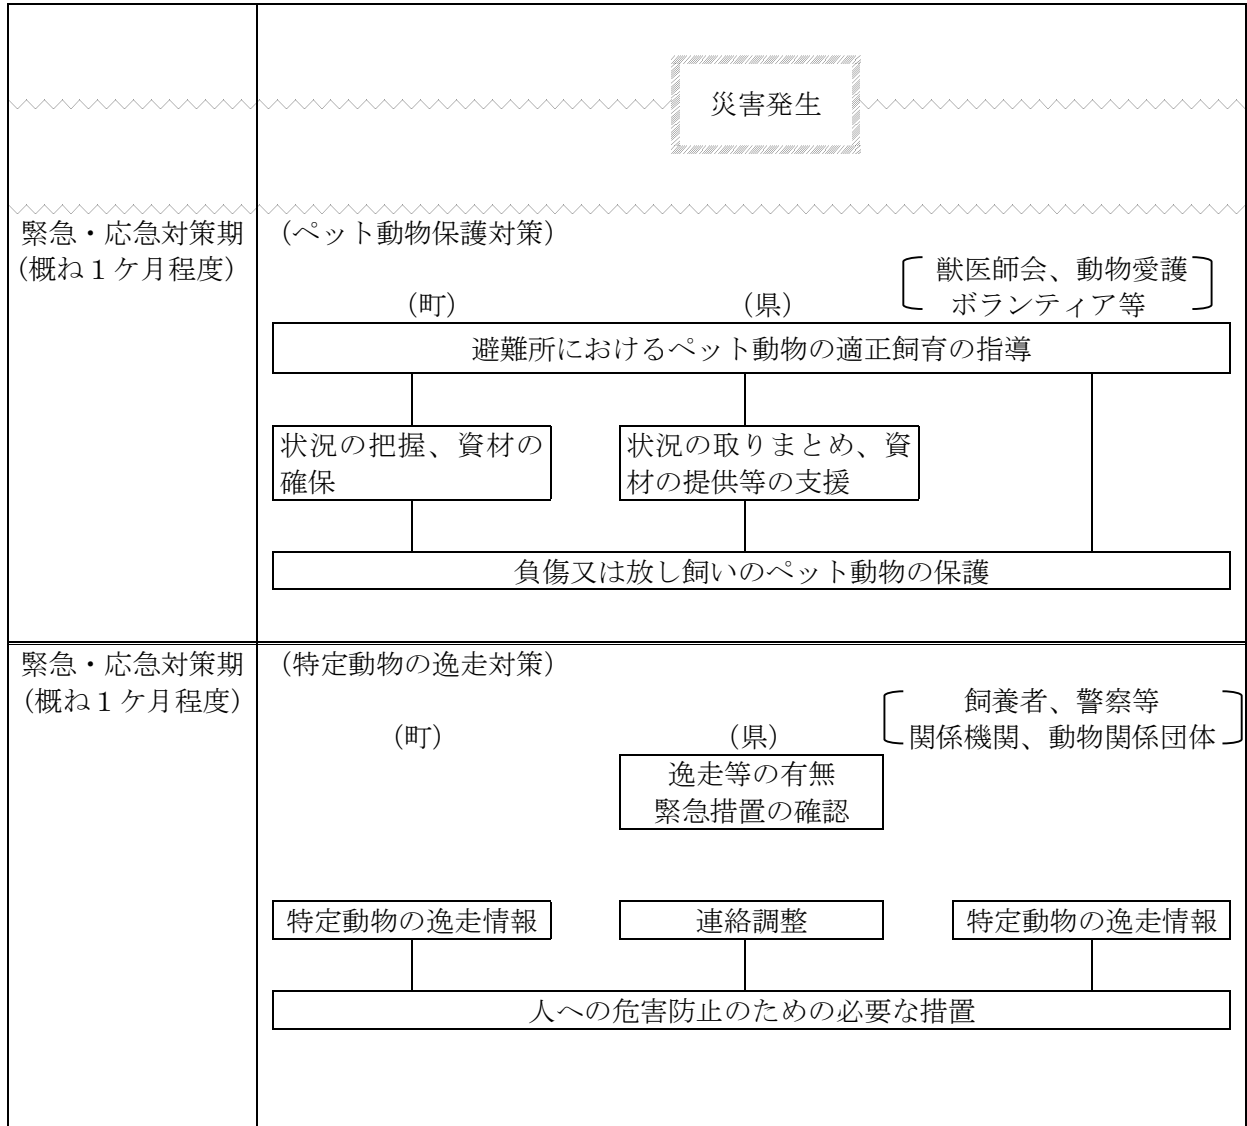 災害発生
緊急・応急対策期
(概ね１ケ月程度)
（ペット動物保護対策）
獣医師会、動物愛護
ボランティア等
（町）
（県）
避難所におけるペット動物の適正飼育の指導
状況の把握、資材の
確保
状況の取りまとめ、資
材の提供等の支援
負傷又は放し飼いのペット動物の保護
緊急・応急対策期
(概ね１ケ月程度)
（特定動物の逸走対策）
飼養者、警察等
関係機関、動物関係団体
（町）
（県）
逸走等の有無
緊急措置の確認
特定動物の逸走情報
連絡調整
特定動物の逸走情報
人への危害防止のための必要な措置